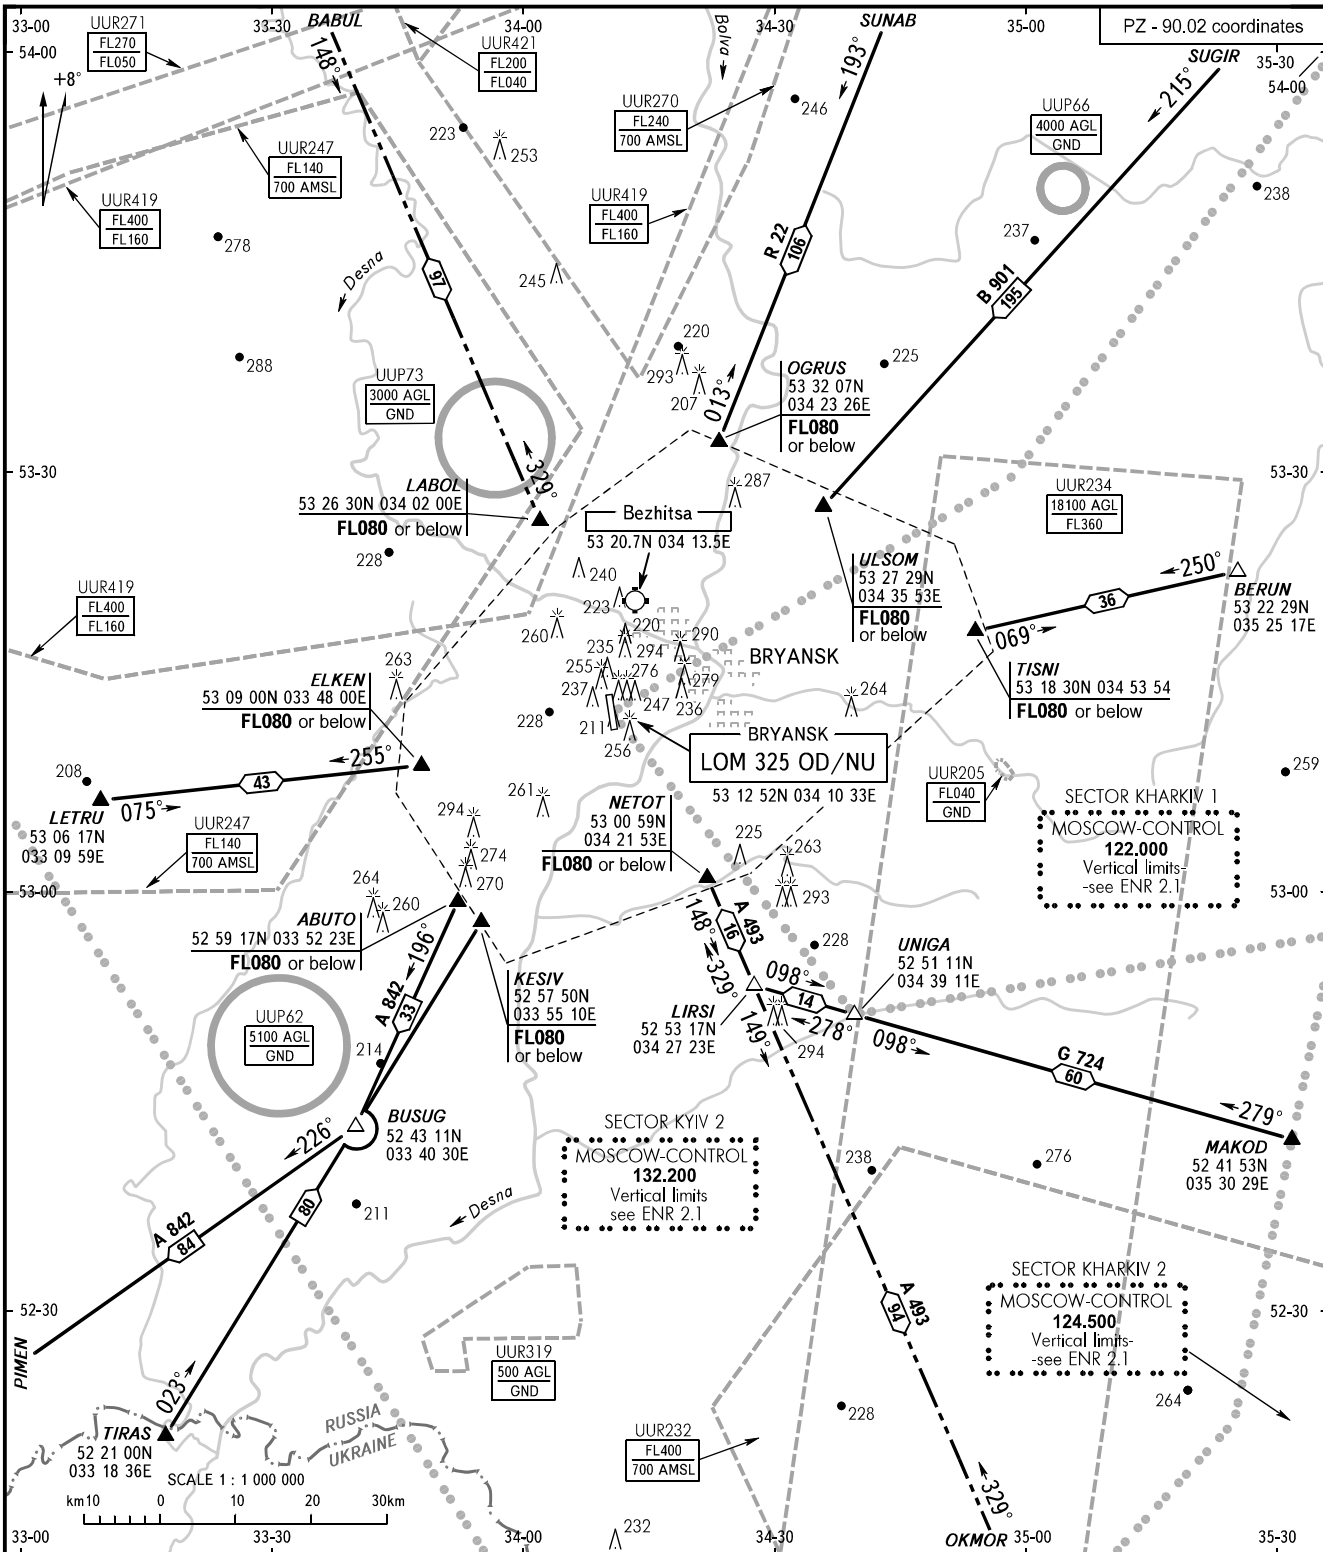 33-00
33-30
BABUL
34-00
34-30
SUNAB
35-00
PZ - 90.02 coordinates
54-00
35-30
54-00
SUGIR
UUR271
FL270
FL050
+8°
148°
UUR421
FL200
FL040
Bolva
193°
215°
UUR270
FL240
700 AMSL
246
UUP66
4000 AGL
GND
223
253
UUR247
FL140
700 AMSL
UUR419
FL400
FL160
UUR419
FL400
FL160
238
278
237
Desna
R 22
106
245
97
B 901
195
220
293
207
225
288
UUP73
3000 AGL
GND
013°
OGRUS
53 32 07N
034 23 26E
FL080
or below
53-30
53-30
329°
LABOL
53 26 30N 034 02 00E
FL080 or below
287
UUR234
18100 AGL
FL360
Bezhitsa
53 20.7N 034 13.5E
228
240
223
ULSOM
53 27 29N
034 35 53E
FL080
or below
250°
BERUN
53 22 29N
035 25 17E
36
069°
UUR419
FL400
FL160
260
220
235
294
290
255
276
279
237
247
236
BRYANSK
TISNI
53 18 30N 034 53 54
FL080 or below
263
ELKEN
53 09 00N 033 48 00E
FL080 or below
264
228
211
256
BRYANSK
LOM 325 OD/NU
53 12 52N 034 10 33E
255°
208
43
075°
LETRU
53 06 17N
033 09 59E
261
259
UUR205
FL040
GND
SECTOR KHARKIV 1
MOSCOW-CONTROL
122.000
Vertical limits-
-see ENR 2.1
NETOT
53 00 59N
034 21 53E
FL080 or below
294
274
270
225
263
293
UUR247
FL140
700 AMSL
53-00
53-00
264
260
ABUTO
52 59 17N 033 52 23E
FL080 or below
196°
A 493
16
148°
329°
228
UNIGA
52 51 11N
034 39 11E
098°
KESIV
52 57 50N
033 55 10E
FL080
or below
A 842
33
14
278°
098°
LIRSI
52 53 17N
034 27 23E
149°
294
UUP62
5100 AGL
GND
214
G 724
60
279°
MAKOD
52 41 53N
035 30 29E
226°
BUSUG
52 43 11N
033 40 30E
SECTOR KYIV 2
MOSCOW-CONTROL
132.200
Vertical limits
see ENR 2.1
238
276
80
211
Desna
A 842
84
SECTOR KHARKIV 2
MOSCOW-CONTROL
124.500
Vertical limits-
-see ENR 2.1
A 493
94
52-30
52-30
PIMEN
UUR319
500 AGL
GND
023°
264
228
RUSSIA
UKRAINE
TIRAS
52 21 00N
033 18 36E
UUR232
FL400
700 AMSL
SCALE 1 : 1 000 000
km10
0
10
20
30km
329°
232
OKMOR
33-00
33-30
34-00
34-30
35-00
35-30